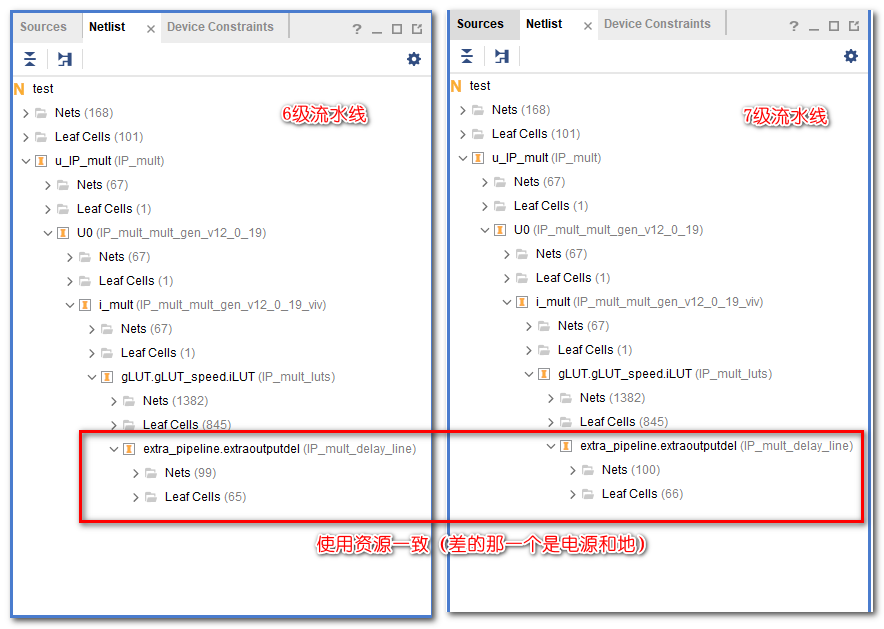 Sources Netlist × Device Constraints ? _
N test
Nets (168)
Leaf Cells (101)
u_IP_mult (IP_mult)
Nets (67)
Leaf Cells (1)
U0 (IP_mult_mult_gen_v12_0_19)
Nets (67)
Leaf Cells (1)
i_mult (IP_mult_mult_gen_v12_0_19_viv)
Nets (67)
Leaf Cells (1)
gLUT.gLUT_speed.iLUT (IP_mult_luts)
Nets (1382)
Leaf Cells (845)
extra_pipeline.extraoutputdel (IP_mult_delay_line)
Nets (99)
Leaf Cells (65)
6级流水线
Sources Netlist × Device Constraints ? _
N test
Nets (168)
Leaf Cells (101)
u_IP_mult (IP_mult)
Nets (67)
Leaf Cells (1)
U0 (IP_mult_mult_gen_v12_0_19)
Nets (67)
Leaf Cells (1)
i_mult (IP_mult_mult_gen_v12_0_19_viv)
Nets (67)
Leaf Cells (1)
gLUT.gLUT_speed.iLUT (IP_mult_luts)
Nets (1382)
Leaf Cells (845)
extra_pipeline.extraoutputdel (IP_mult_delay_line)
Nets (100)
Leaf Cells (66)
7级流水线
使用资源一致（差的那一个是电源和地）